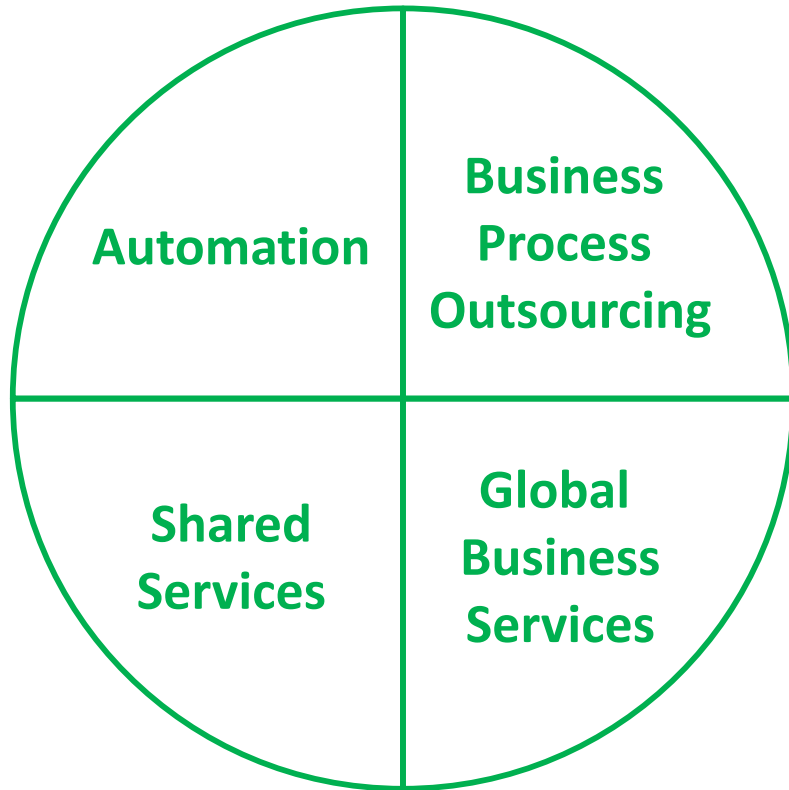 Automation
Business
Process
Outsourcing
Shared
Services
Global
Business
Services